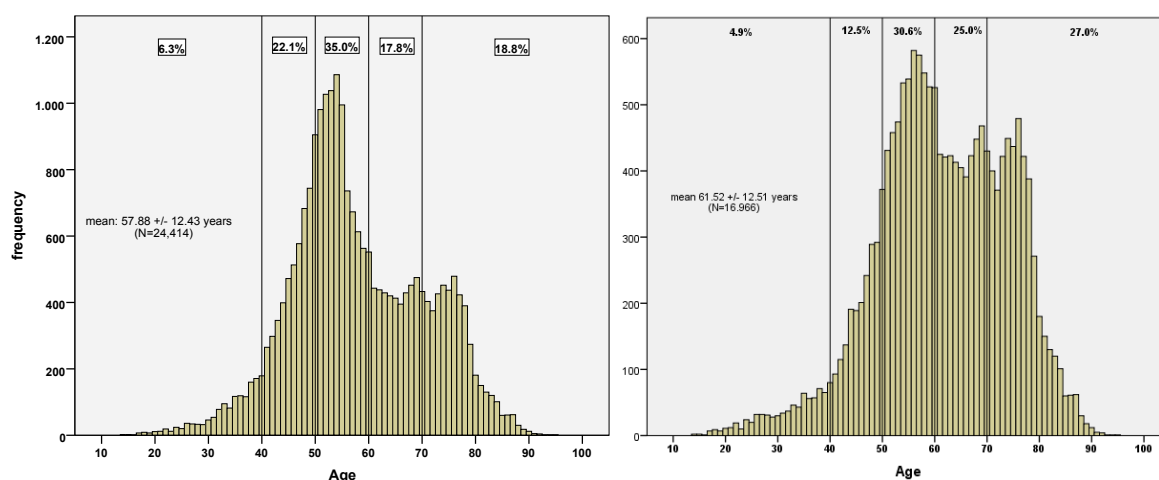 6.3% 22.1% 35.0% 17.8% 18.8%
1.200
1.000
800
600
400
200
0
frequency
mean: 57.88 +/- 12.43 years
(N=24,414)
10 20 30 40 50 60 70 80 90 100
Age
4.9% 12.5% 30.6% 25.0% 27.0%
600
500
400
300
200
100
0
mean 61.52 +/- 12.51 years
(N=16.966)
10 20 30 40 50 60 70 80 90 100
Age